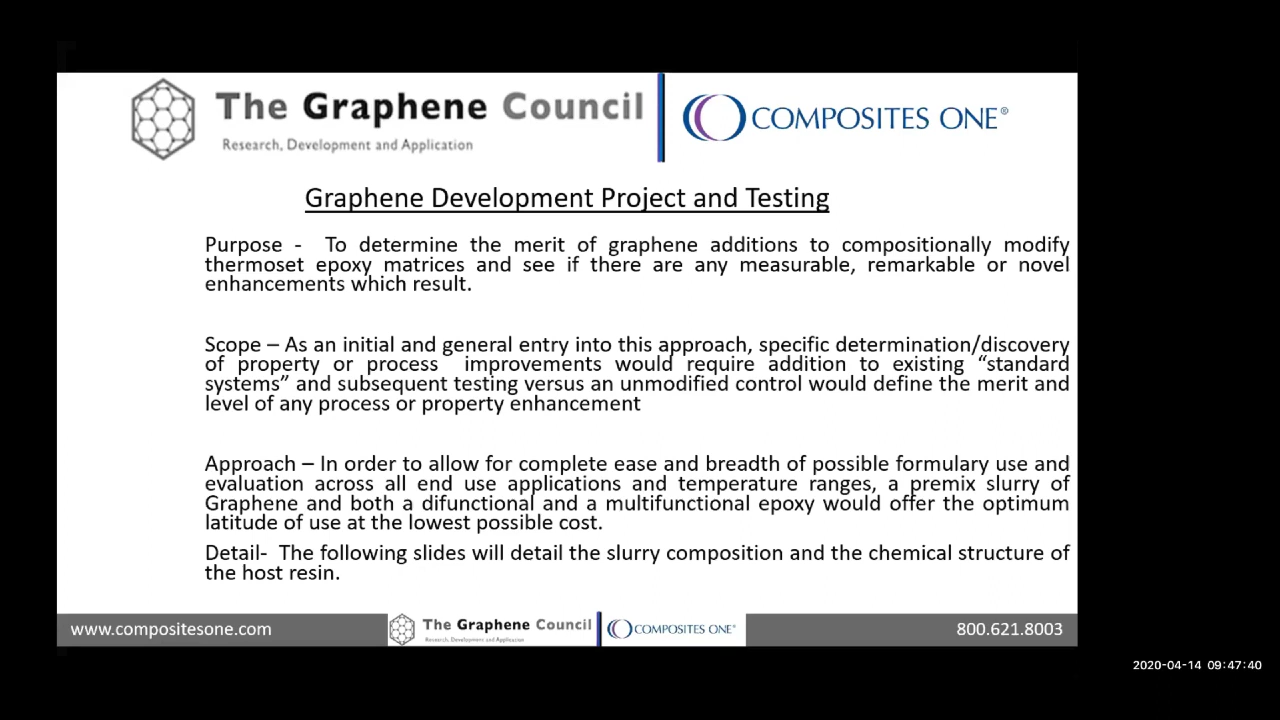 The Graphene Council
Research, Development and Application
COMPOSITES ONE®
Graphene Development Project and Testing
Purpose - To determine the merit of graphene additions to compositionally modify
thermoset epoxy matrices and see if there are any measurable, remarkable or novel
enhancements which result.
Scope – As an initial and general entry into this approach, specific determination/discovery
of property or process improvements would require addition to existing “standard
systems” and subsequent testing versus an unmodified control would define the merit and
level of any process or property enhancement
Approach – In order to allow for complete ease and breadth of possible formulary use and
evaluation across all end use applications and temperature ranges, a premix slurry of
Graphene and both a difunctional and a multifunctional epoxy would offer the optimum
latitude of use at the lowest possible cost.
Detail- The following slides will detail the slurry composition and the chemical structure of
the host resin.
www.compositesone.com
The Graphene Council
Research, Development and Application
COMPOSITES ONE®
800.621.8003
2020-04-14 09:47:40